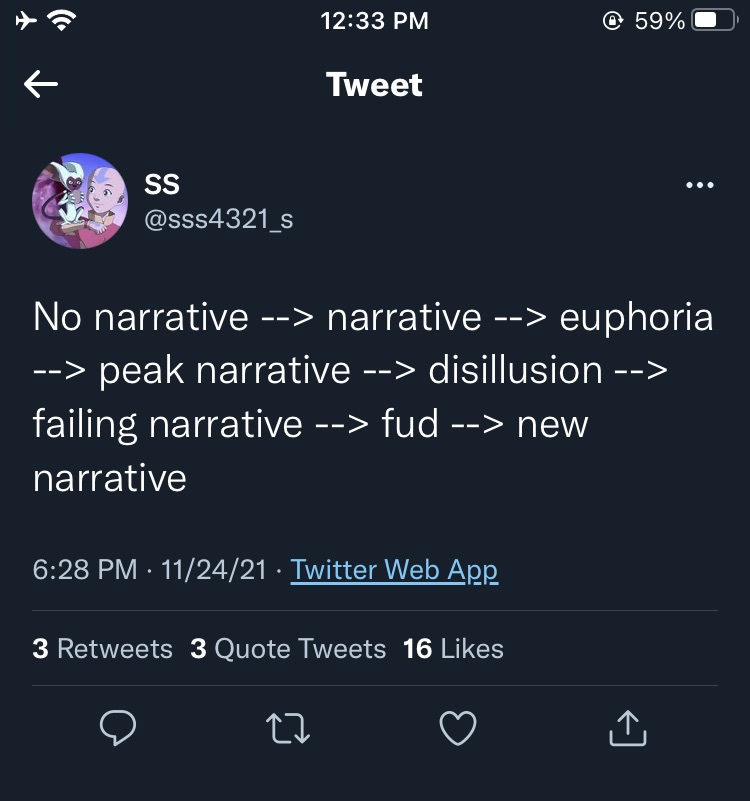 12:33 PM
59%
Tweet
SS
@sss4321_s
No narrative --> narrative --> euphoria
--> peak narrative --> disillusion -->
failing narrative --> fud --> new
narrative
6:28 PM · 11/24/21 · Twitter Web App
3 Retweets 3 Quote Tweets 16 Likes